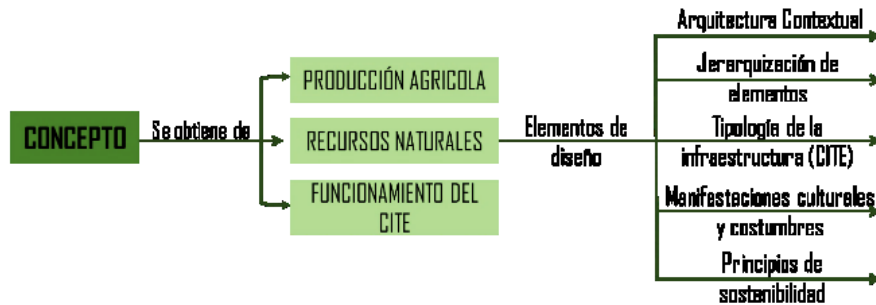 CONCEPTO
Se obtiene de
PRODUCCIÓN AGRICOLA
RECURSOS NATURALES
FUNCIONAMIENTO DEL
CITE
Elementos de
diseño
Arquitectura Contextual
Jerarquización de
elementos
Tipología de la
infraestructura (CITE)
Manifestaciones culturales
y costumbres
Principios de
sostenibilidad